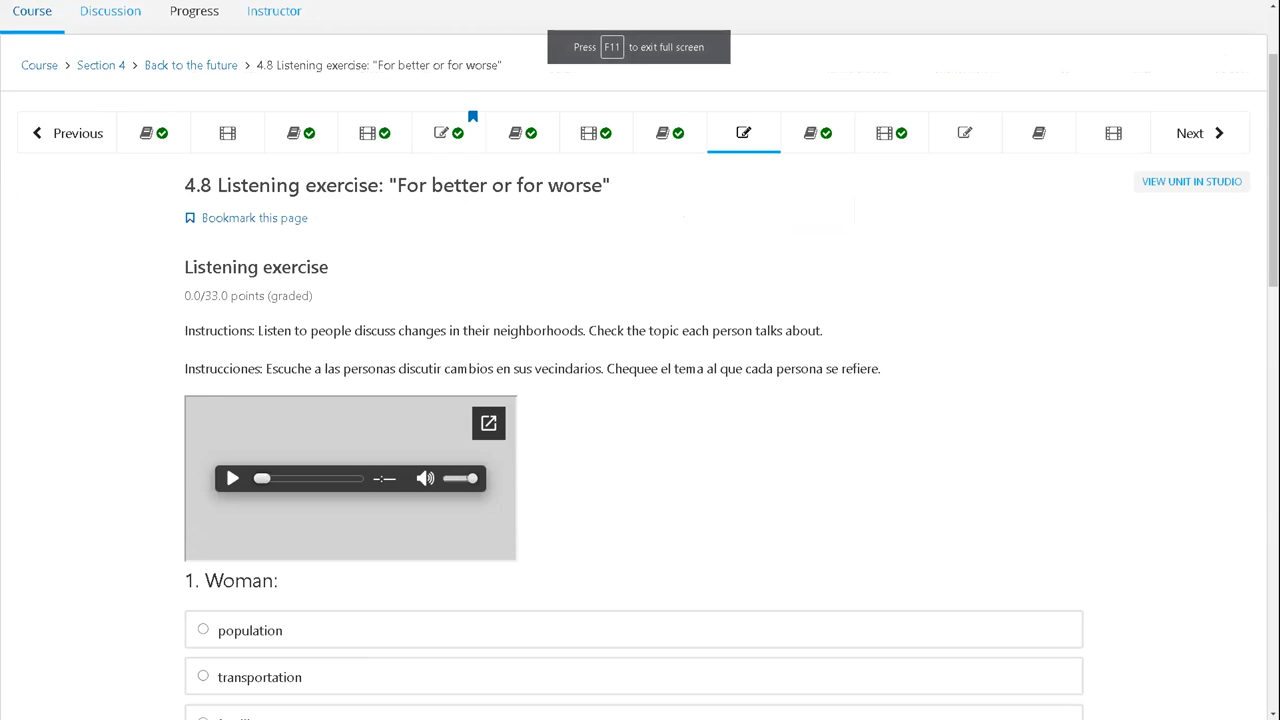 Course Discussion Progress Instructor
Press F11 to exit full screen
Course > Section 4 > Back to the future > 4.8 Listening exercise: "For better or for worse"
Previous
Next
4.8 Listening exercise: "For better or for worse"
VIEW UNIT IN STUDIO
Bookmark this page
Listening exercise
0.0/33.0 points (graded)
Instructions: Listen to people discuss changes in their neighborhoods. Check the topic each person talks about.
Instrucciones: Escuche a las personas discutir cambios en sus vecindarios. Chequee el tema al que cada persona se refiere.
-:--
1. Woman:
population
transportation